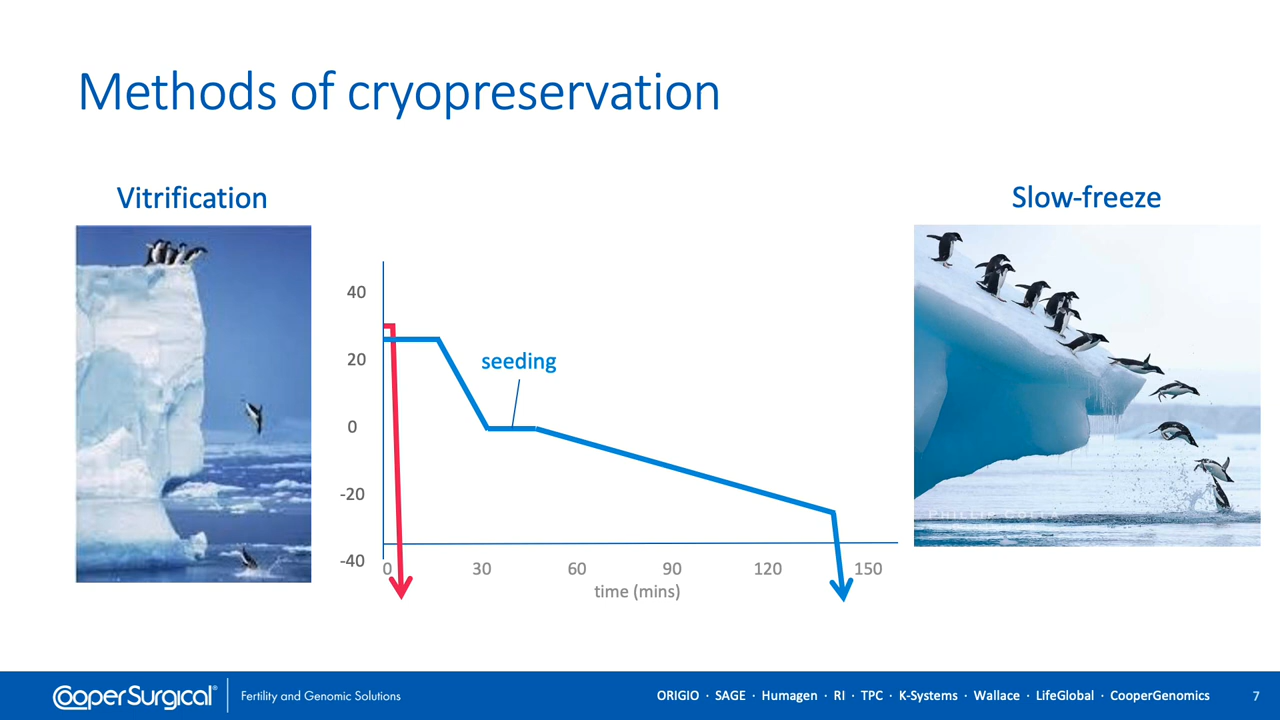 Methods of cryopreservation
Vitrification
Slow-freeze
40
20
0
-20
-40
seeding
0
30
60
90
120
150
time (mins)
CooperSurgical®
Fertility and Genomic Solutions
ORIGIO · SAGE · Humagen · RI · TPC · K-Systems · Wallace · LifeGlobal · CooperGenomics
7